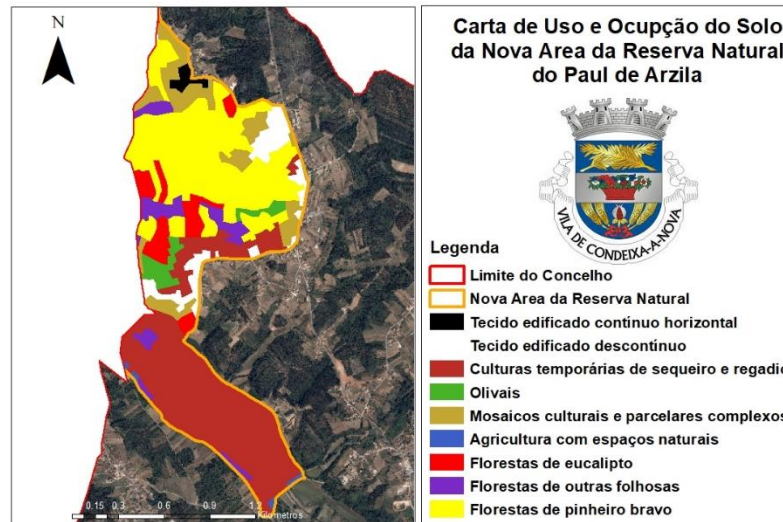 N
0.15 0.3 0.6 0.9 1.2
Kilometros
Carta de Uso e Ocupção do Solo
da Nova Area da Reserva Natural
do Paul de Arzila
VILA DE CONDEIXA-A-NOVA
Legenda
Limite do Concelho
Nova Area da Reserva Natural
Tecido edificado contínuo horizontal
Tecido edificado descontínuo
Culturas temporárias de sequeiro e regadio
Olivais
Mosaicos culturais e parcelares complexos
Agricultura com espaços naturais
Florestas de eucalipto
Florestas de outras folhosas
Florestas de pinheiro bravo